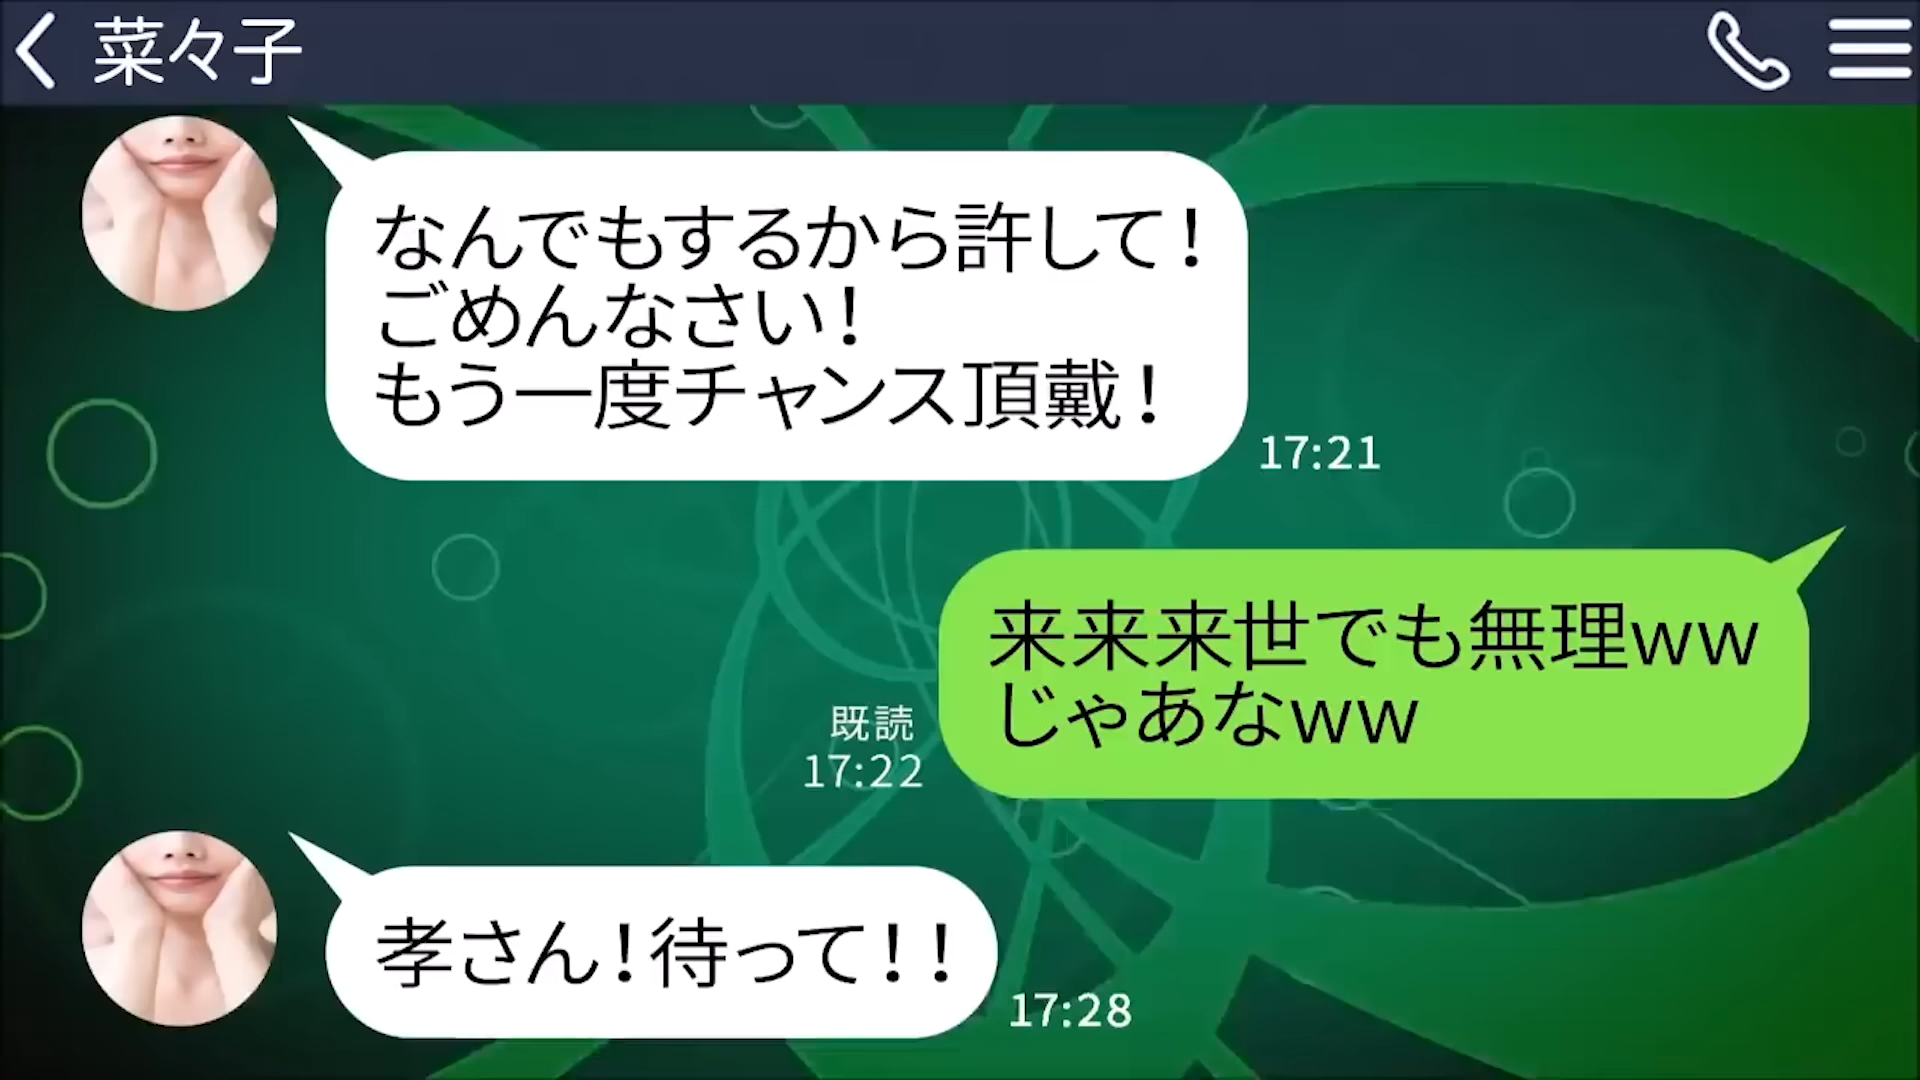 菜々子
なんでもするから許して！
ごめんなさい！
もう一度チャンス頂戴！
17:21
来来来世でも無理ww
じゃあなww
既読
17:22
孝さん！待って！！
17:28